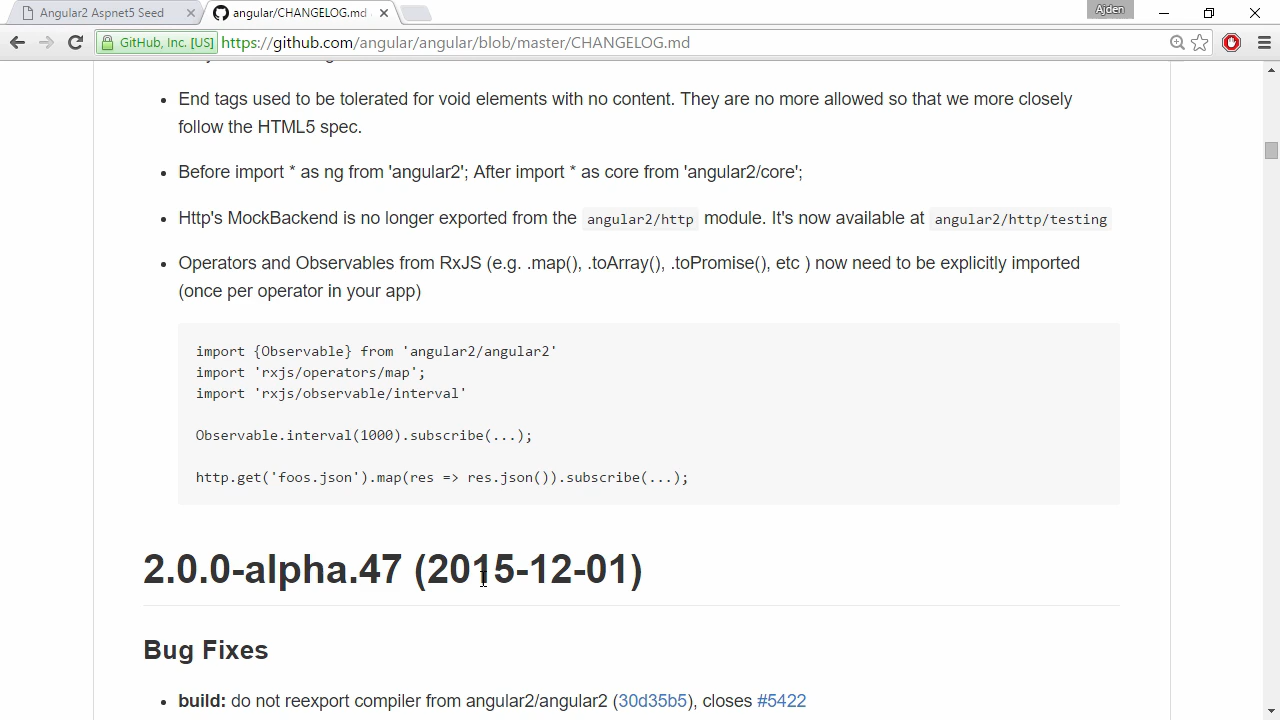 Angular2 Aspnet5 Seed
angular/CHANGELOG.md
Ajden
GitHub, Inc. [US] https://github.com/angular/angular/blob/master/CHANGELOG.md
• End tags used to be tolerated for void elements with no content. They are no more allowed so that we more closely
follow the HTML5 spec.
• Before import * as ng from 'angular2'; After import * as core from 'angular2/core';
• Http's MockBackend is no longer exported from the angular2/http module. It's now available at angular2/http/testing
• Operators and Observables from RxJS (e.g. .map(), .toArray(), .toPromise(), etc ) now need to be explicitly imported
(once per operator in your app)
import {Observable} from 'angular2/angular2'
import 'rxjs/operators/map';
import 'rxjs/observable/interval'
Observable.interval(1000).subscribe(...);
http.get('foos.json').map(res => res.json()).subscribe(...);
2.0.0-alpha.47 (2015-12-01)
Bug Fixes
• build: do not reexport compiler from angular2/angular2 (30d35b5), closes #5422